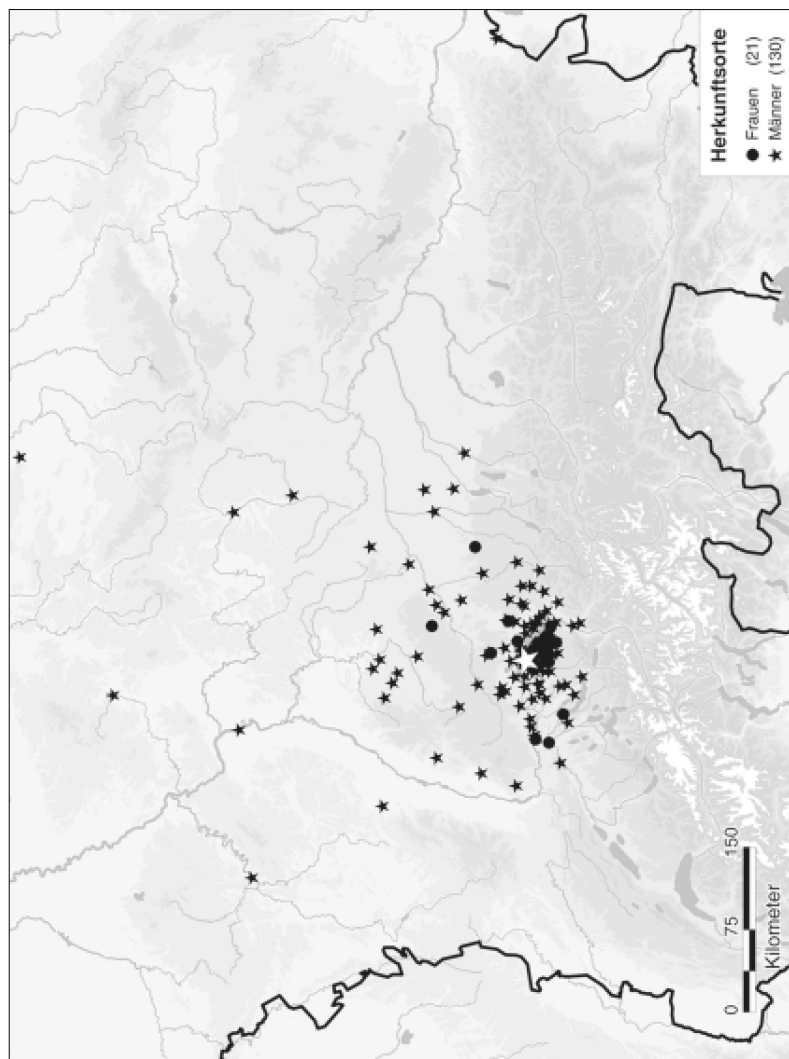 Herkunftsorte
Frauen (21)
Männer (130)
0 75 150
Kilometer